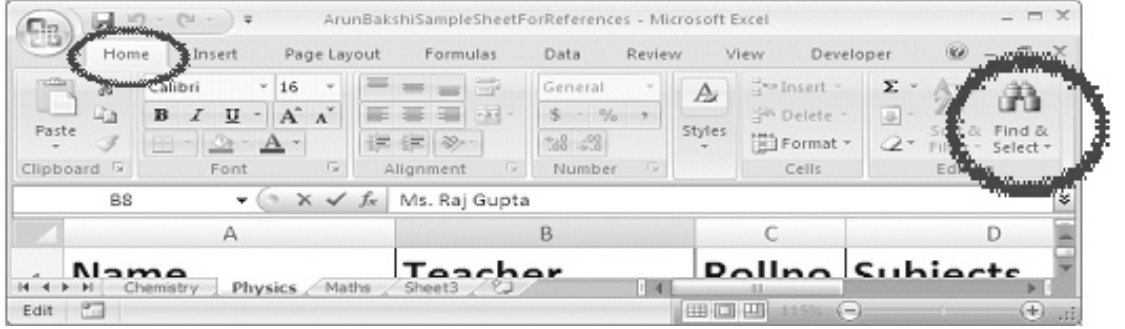 ArunBakshiSampleSheetForReferences - Microsoft Excel
Home Insert Page Layout Formulas Data Review View Developer
Calibri 16 General Insert Σ
B I U A A $ % , Styles Delete Find &
Paste Format Select
Clipboard Font Alignment Number Cells
B8 fx Ms. Raj Gupta
A B C D
Name Teacher Rollno Subjects
Chemistry Physics Maths Sheet3
Edit 115%